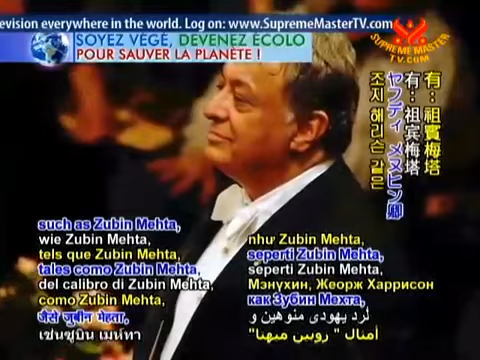 evision everywhere in the world. Log on: www.SupremeMasterTV.com
SUPREME MASTER
TV.COM
SOYEZ VÉGÉ, DEVENEZ ÉCOLO
POUR SAUVER LA PLANÈTE !
有︰祖賓梅塔
有︰祖宾梅塔
ヤフディ メヌヒン卿
조지 해리슨 같은
such as Zubin Mehta,
wie Zubin Mehta,
tels que Zubin Mehta,
tales como Zubin Mehta,
del calibro di Zubin Mehta,
como Zubin Mehta,
जैसे ज़ुबीन मेहता,
เช่นซูบิน เมห์ทา
như Zubin Mehta,
seperti Zubin Mehta,
seperti Zubin Mehta,
Мэнухин, Жеорж Харрисон
как Зубин Мехта,
لرد یهودی منوهین و
أمثال " زوبين ميهتا"